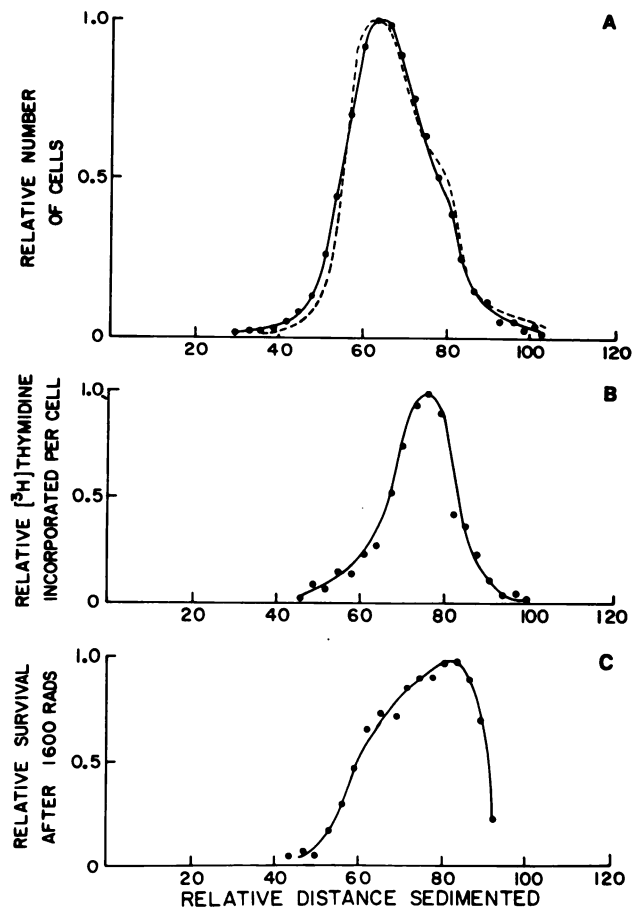 A
1.0
0.5
0
RELATIVE NUMBER
OF CELLS
20 40 60 80 100 120
B
1.0
0.5
0
RELATIVE [³H]THYMIDINE
INCORPORATED PER CELL
20 40 60 80 100 120
C
1.0
0.5
0
RELATIVE SURVIVAL
AFTER 1600 RADS
20 40 60 80 100 120
RELATIVE DISTANCE SEDIMENTED